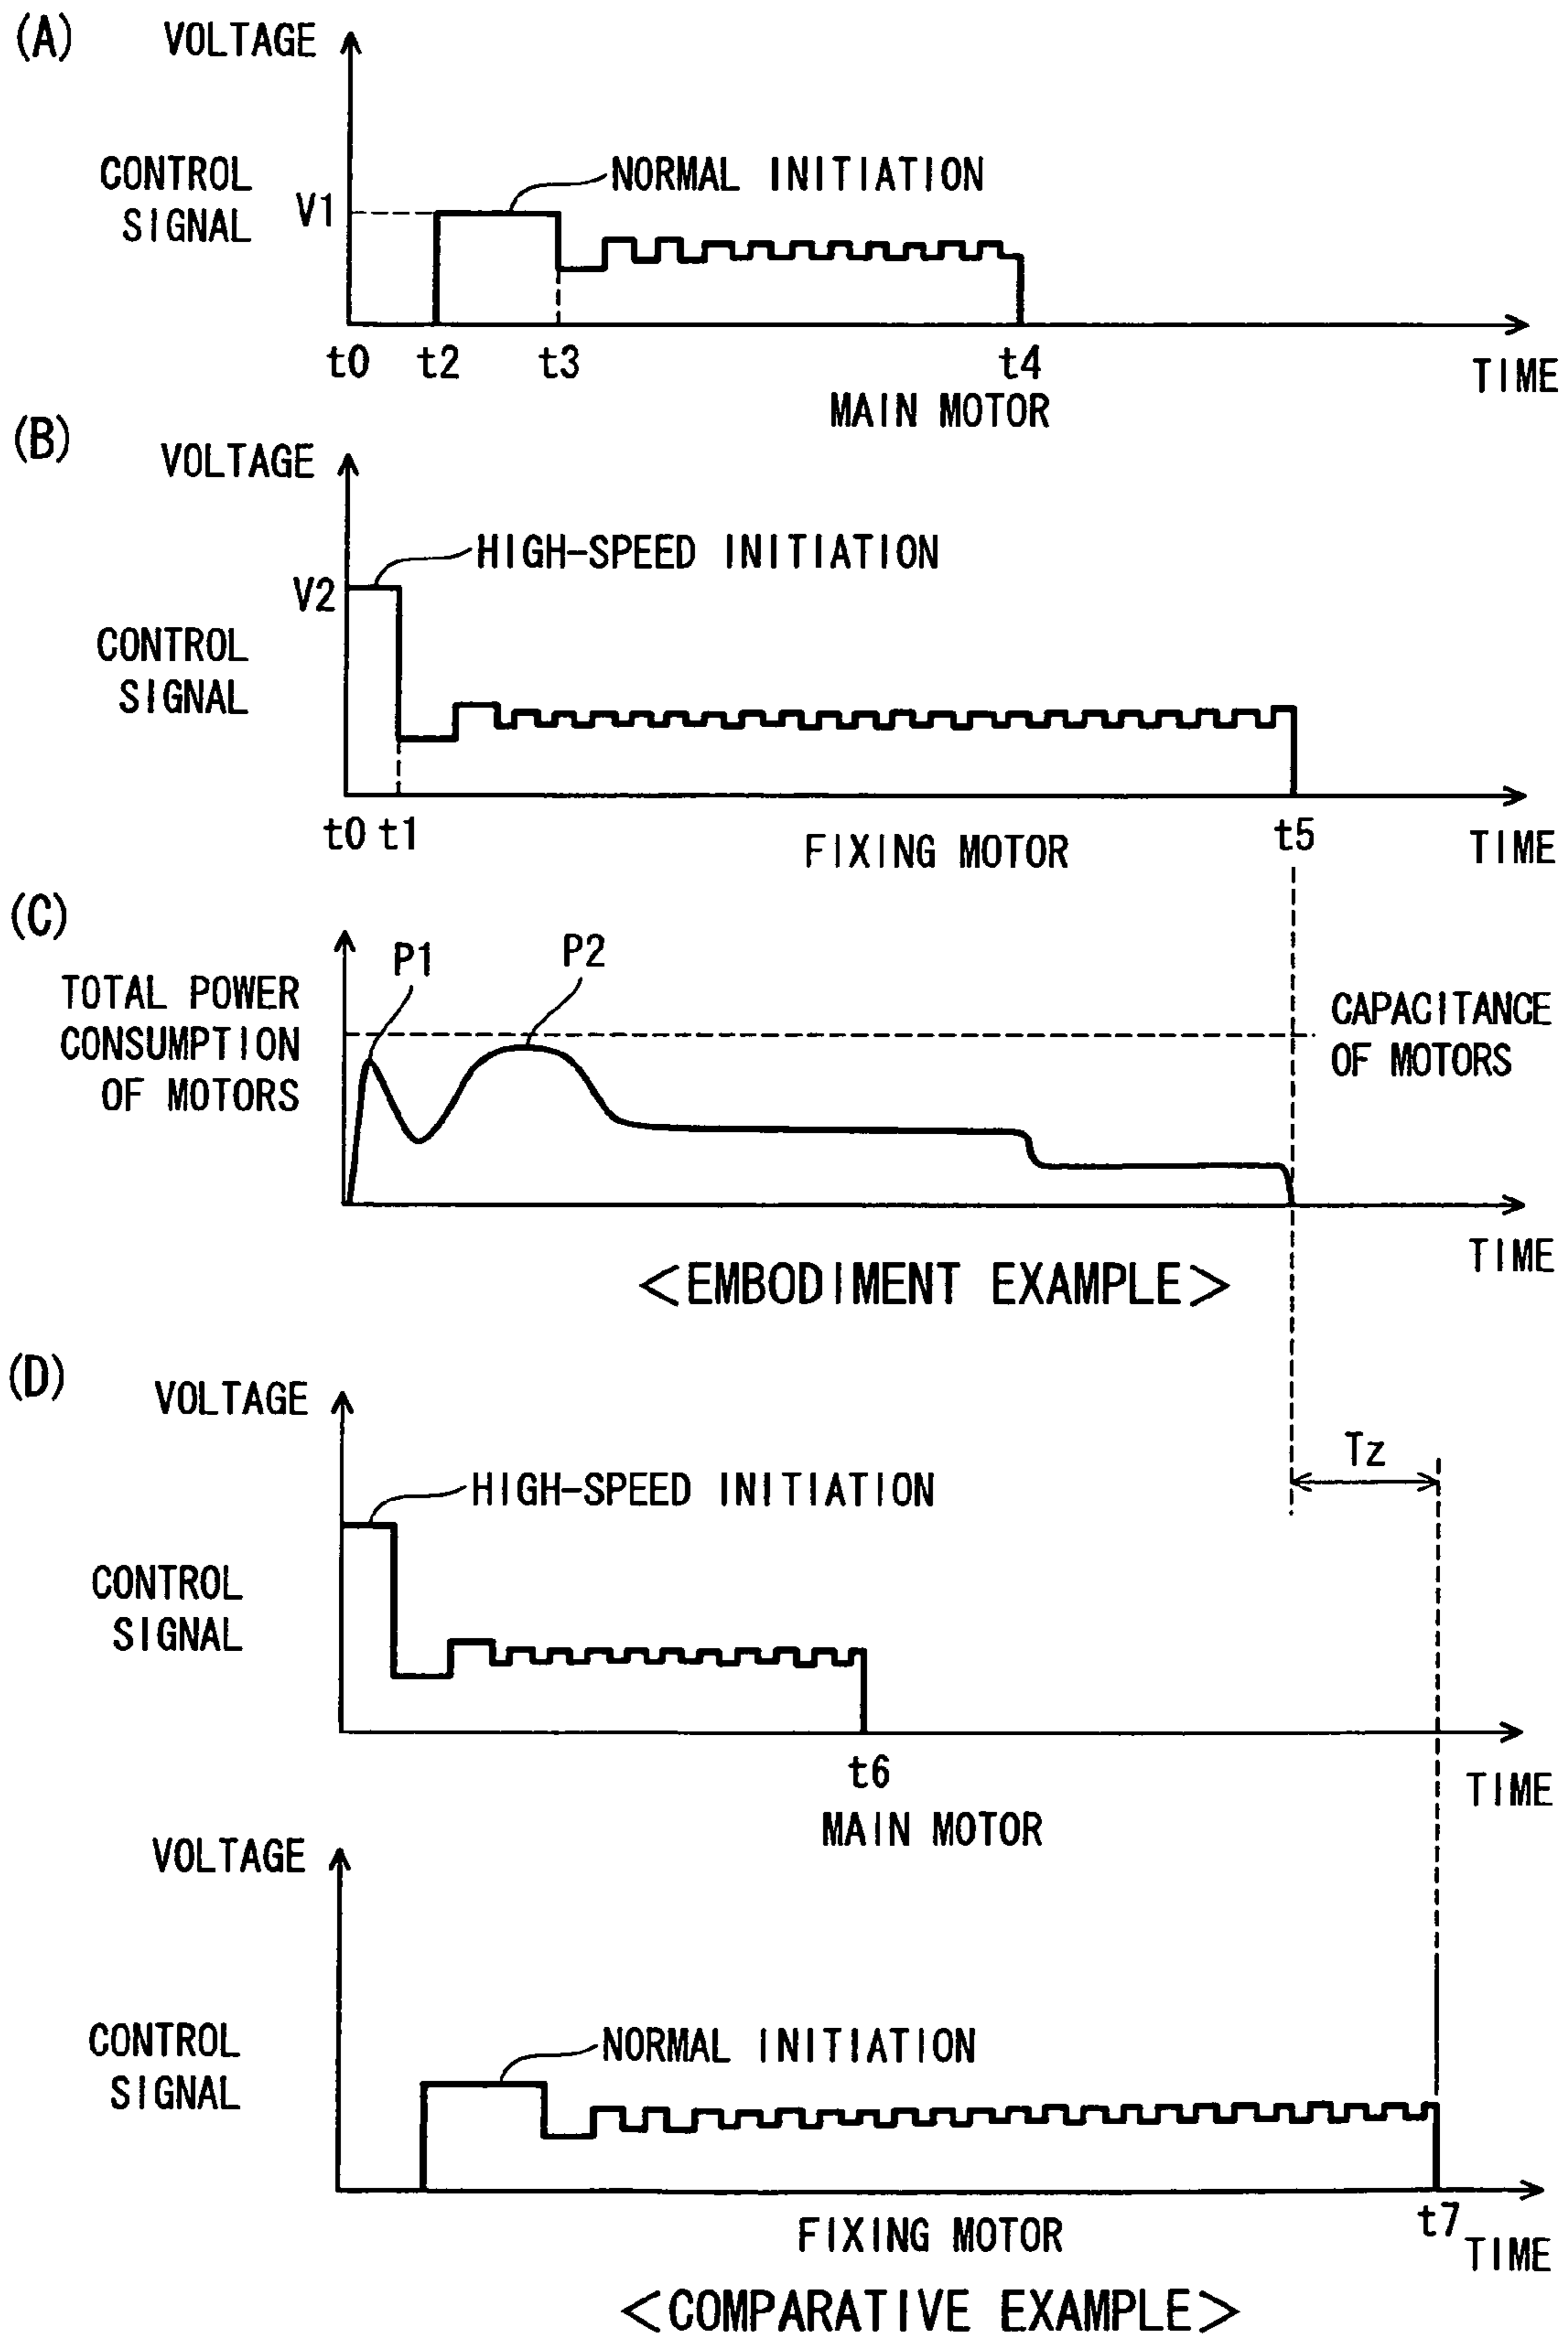 (A)
VOLTAGE
CONTROL
SIGNAL
V1
NORMAL INITIATION
t0
t2
t3
t4
TIME
MAIN MOTOR
(B)
VOLTAGE
HIGH-SPEED INITIATION
V2
CONTROL
SIGNAL
t0
t1
t5
TIME
FIXING MOTOR
(C)
P1
P2
TOTAL POWER
CONSUMPTION
OF MOTORS
CAPACITANCE
OF MOTORS
TIME
<EMBODIMENT EXAMPLE>
(D)
VOLTAGE
Tz
HIGH-SPEED INITIATION
CONTROL
SIGNAL
t6
TIME
MAIN MOTOR
VOLTAGE
NORMAL INITIATION
CONTROL
SIGNAL
t7
TIME
FIXING MOTOR
<COMPARATIVE EXAMPLE>